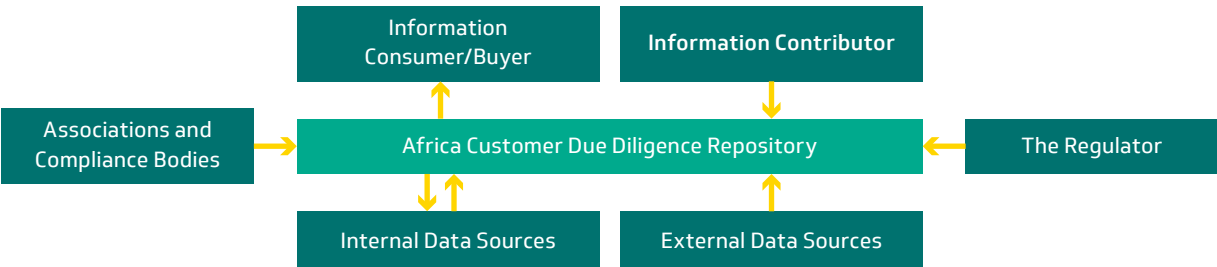 Information
Consumer/Buyer
Information Contributor
Associations and
Compliance Bodies
Africa Customer Due Diligence Repository
The Regulator
Internal Data Sources
External Data Sources